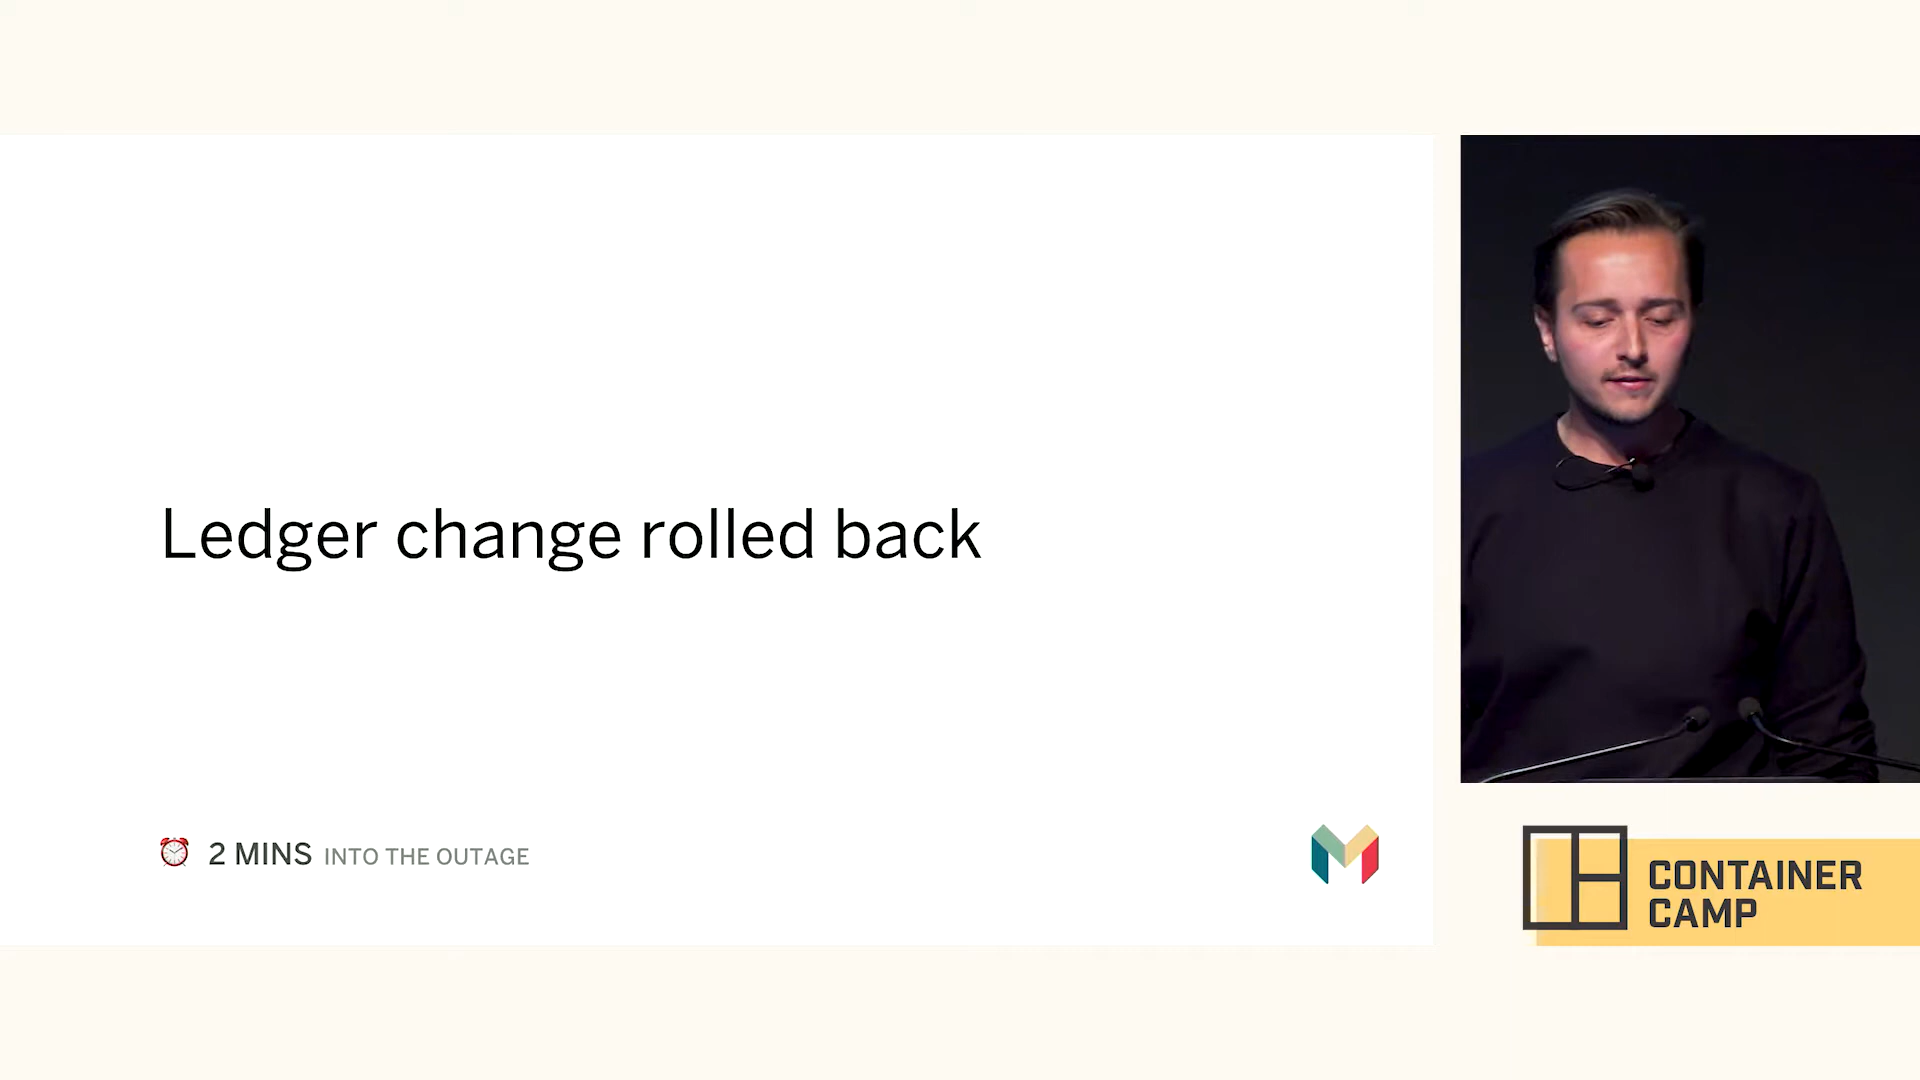 Ledger change rolled back
2 MINS INTO THE OUTAGE
CONTAINER
CAMP